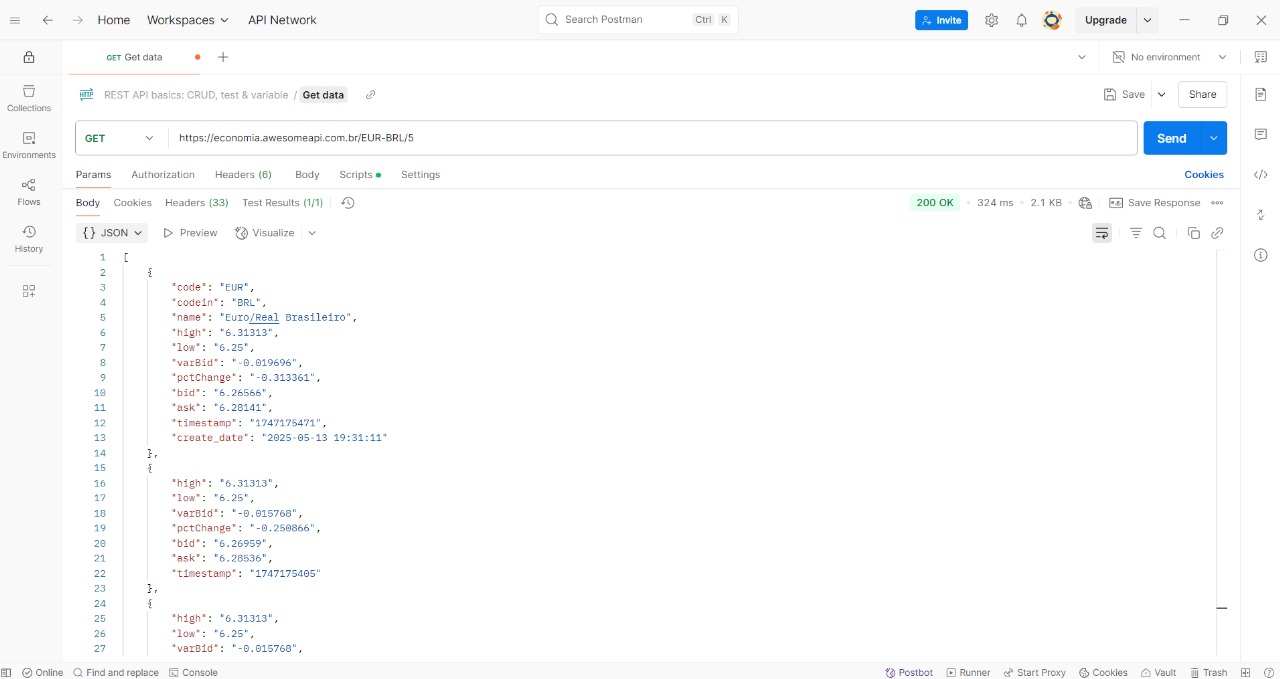 Home Workspaces API Network Search Postman Ctrl K Invite Upgrade
GET Get data No environment
REST API basics: CRUD, test & variable / Get data Save Share
Collections
GET https://economia.awesomeapi.com.br/EUR-BRL/5 Send
Environments
Params Authorization Headers (6) Body Scripts Settings Cookies
Flows
Body Cookies Headers (33) Test Results (1/1) 200 OK • 324 ms • 2.1 KB • Save Response
History
{} JSON Preview Visualize
1 [
2 {
3 "code": "EUR",
4 "codein": "BRL",
5 "name": "Euro/Real Brasileiro",
6 "high": "6.31313",
7 "low": "6.25",
8 "varBid": "-0.019696",
9 "pctChange": "-0.313361",
10 "bid": "6.26566",
11 "ask": "6.28141",
12 "timestamp": "1747175471",
13 "create_date": "2025-05-13 19:31:11"
14 },
15 {
16 "high": "6.31313",
17 "low": "6.25",
18 "varBid": "-0.015768",
19 "pctChange": "-0.250866",
20 "bid": "6.26959",
21 "ask": "6.28536",
22 "timestamp": "1747175405"
23 },
24 {
25 "high": "6.31313",
26 "low": "6.25",
27 "varBid": "-0.015768",
Online Find and replace Console Postbot Runner Start Proxy Cookies Vault Trash